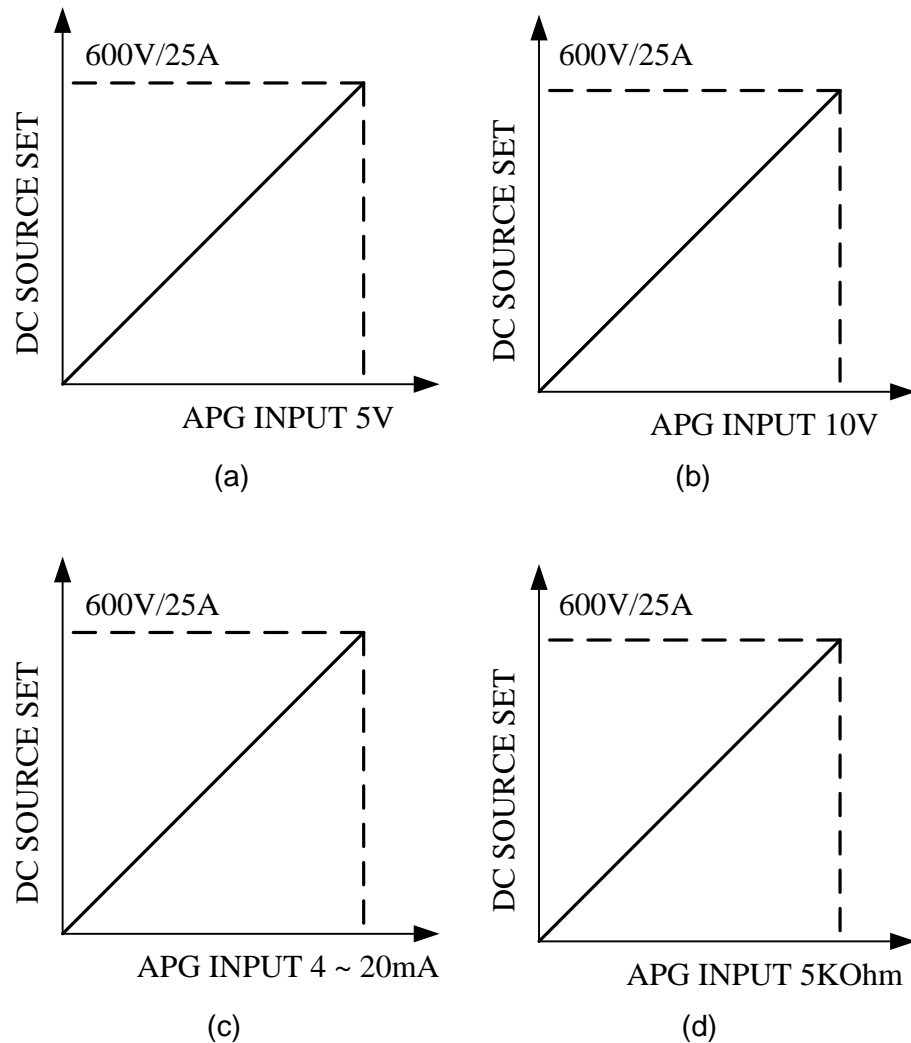 600V/25A
DC SOURCE SET
APG INPUT 5V
(a)
600V/25A
DC SOURCE SET
APG INPUT 10V
(b)
600V/25A
DC SOURCE SET
APG INPUT 4 ~ 20mA
(c)
600V/25A
DC SOURCE SET
APG INPUT 5KOhm
(d)